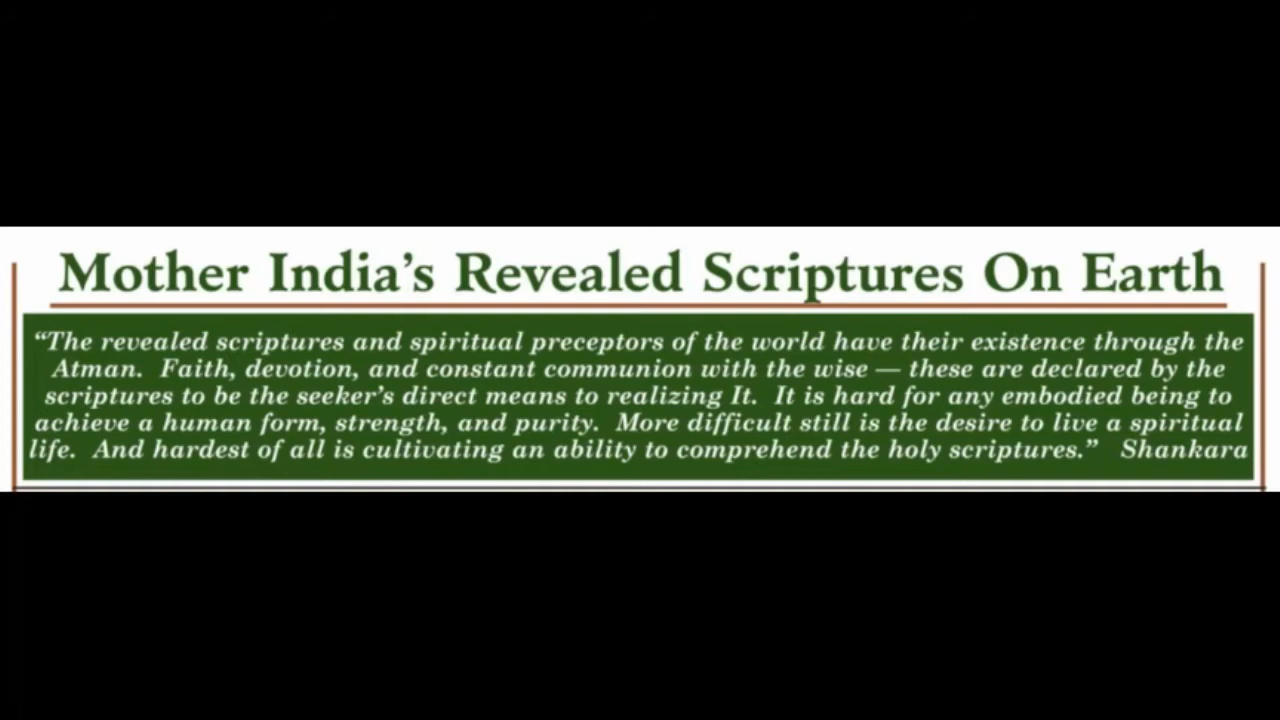 Mother India's Revealed Scriptures On Earth
“The revealed scriptures and spiritual preceptors of the world have their existence through the
Atman.  Faith, devotion, and constant communion with the wise — these are declared by the
scriptures to be the seeker’s direct means to realizing It.  It is hard for any embodied being to
achieve a human form, strength, and purity.  More difficult still is the desire to live a spiritual
life.  And hardest of all is cultivating an ability to comprehend the holy scriptures.”   Shankara